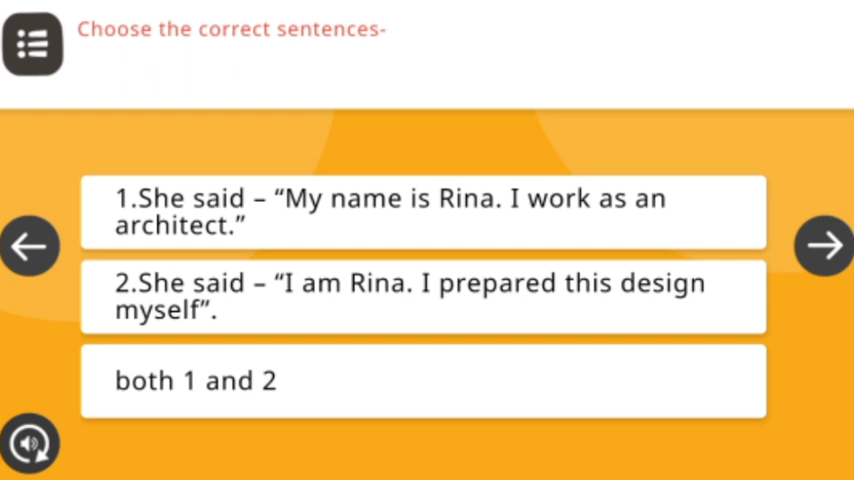 Choose the correct sentences-
1.She said – “My name is Rina. I work as an
architect.”
2.She said – “I am Rina. I prepared this design
myself”.
both 1 and 2